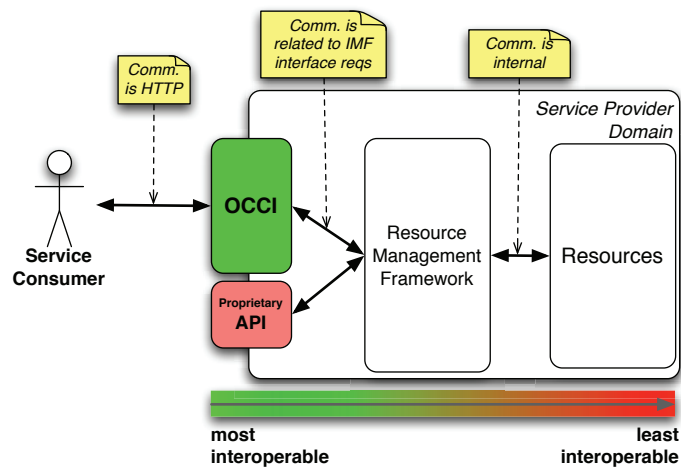 Comm.
is HTTP
Comm. is
related to IMF
interface reqs
Comm. is
internal
Service Provider
Domain
OCCI
Resource
Management
Framework
Resources
Service
Consumer
Proprietary
API
most
interoperable
least
interoperable